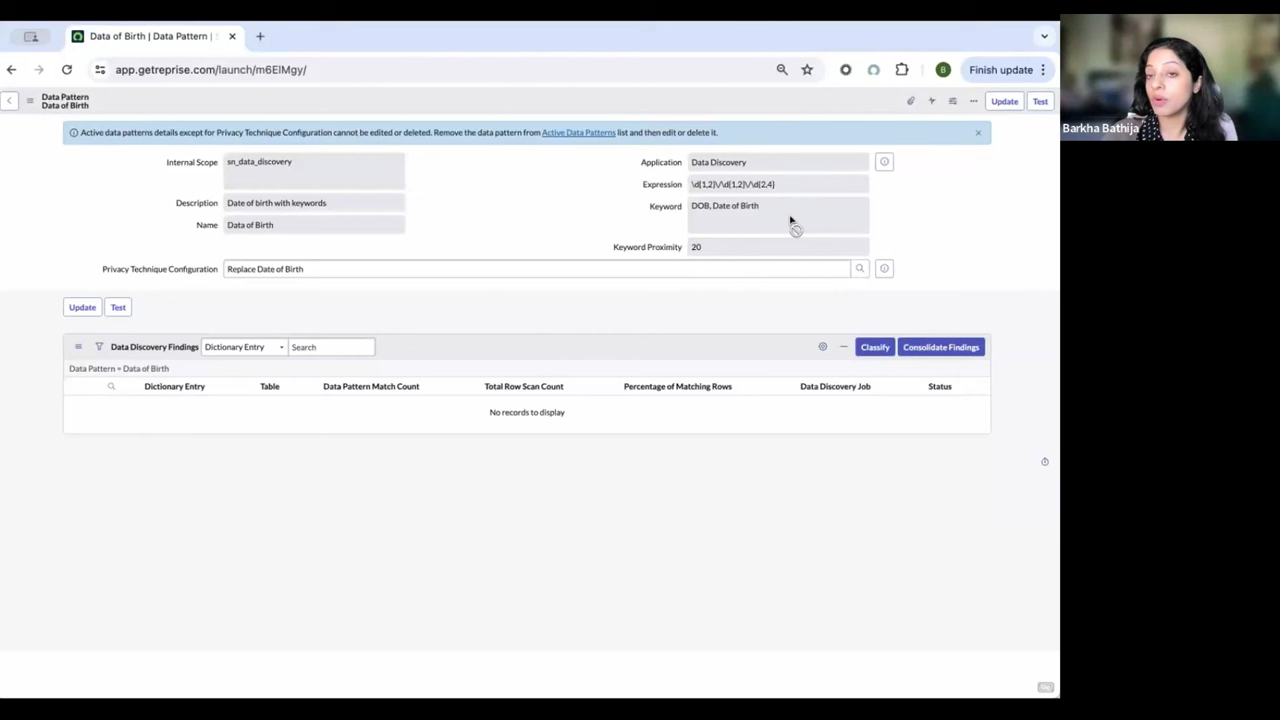 Data of Birth | Data Pattern |
app.getreprise.com/launch/m6ElMgy/
Finish update
B
Data Pattern
Data of Birth
Update
Test
Active data patterns details except for Privacy Technique Configuration cannot be edited or deleted. Remove the data pattern from Active Data Patterns list and then edit or delete it.
Internal Scope
sn_data_discovery
Application
Data Discovery
Expression
\d{1,2}\/\d{1,2}\/\d{2,4}
Description
Date of birth with keywords
Keyword
DOB, Date of Birth
Name
Data of Birth
Keyword Proximity
20
Privacy Technique Configuration
Replace Date of Birth
Update
Test
Data Discovery Findings
Dictionary Entry
Search
Classify
Consolidate Findings
Data Pattern = Data of Birth
Dictionary Entry
Table
Data Pattern Match Count
Total Row Scan Count
Percentage of Matching Rows
Data Discovery Job
Status
No records to display
Barkha Bathija